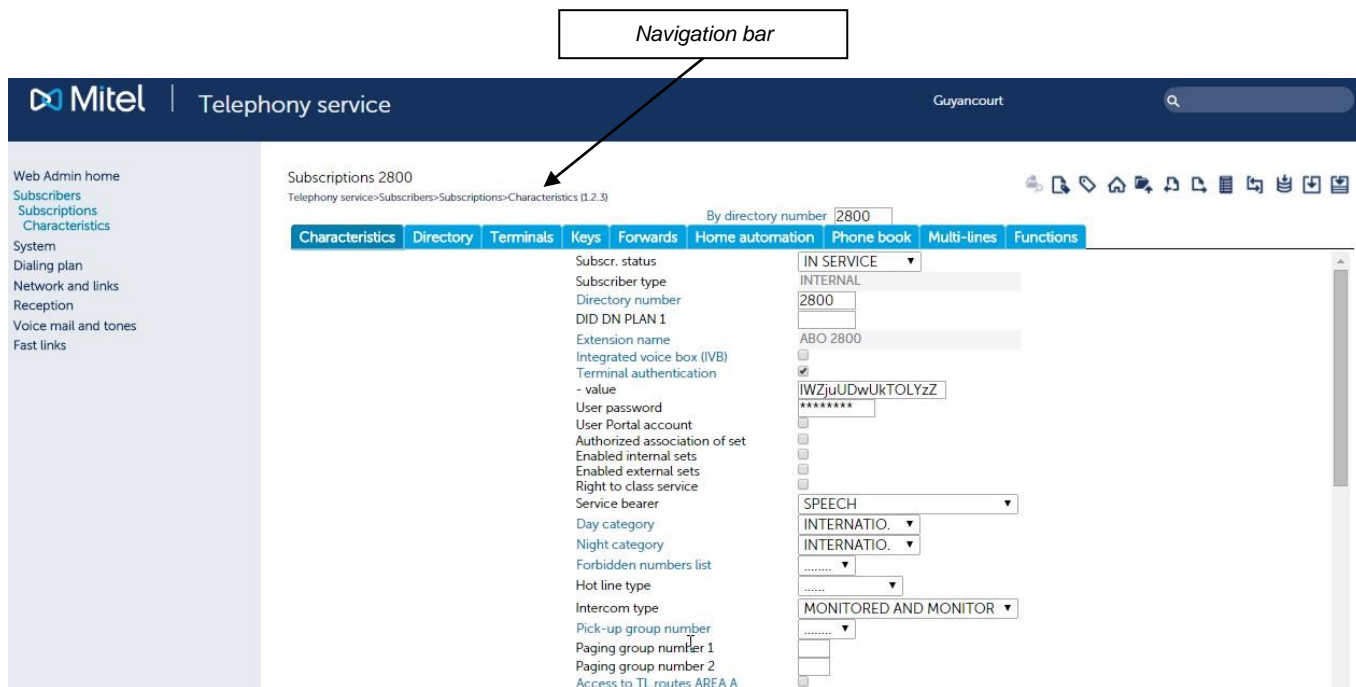 Navigation bar
Mitel | Telephony service
Guyancourt
Web Admin home
Subscribers
Subscriptions
Characteristics
System
Dialing plan
Network and links
Reception
Voice mail and tones
Fast links
Subscriptions 2800
Telephony service>Subscribers>Subscriptions>Characteristics (1.2.3)
By directory number 2800
Characteristics Directory Terminals Keys Forwards Home automation Phone book Multi-lines Functions
Subscr. status IN SERVICE
Subscriber type INTERNAL
Directory number 2800
DID DN PLAN 1
Extension name ABO 2800
Integrated voice box (IVB)
Terminal authentication
- value IWZjuUDwUkTOLYzZ
User password ********
User Portal account
Authorized association of set
Enabled internal sets
Enabled external sets
Right to class service
Service bearer SPEECH
Day category INTERNATIO.
Night category INTERNATIO.
Forbidden numbers list ........
Hot line type ......
Intercom type MONITORED AND MONITOR
Pick-up group number ........
Paging group number 1
Paging group number 2
Access to TL routes AREA A